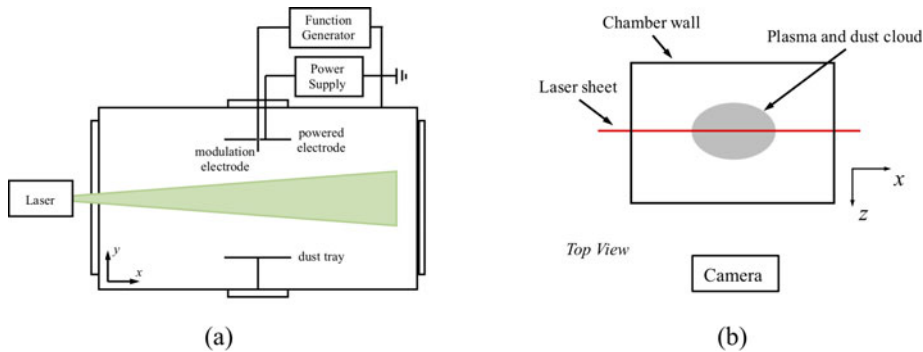 Function
Generator
Power
Supply
powered
electrode
modulation
electrode
Laser
dust tray
y
x
(a)
Chamber wall
Plasma and dust cloud
Laser sheet
x
z
Top View
Camera
(b)